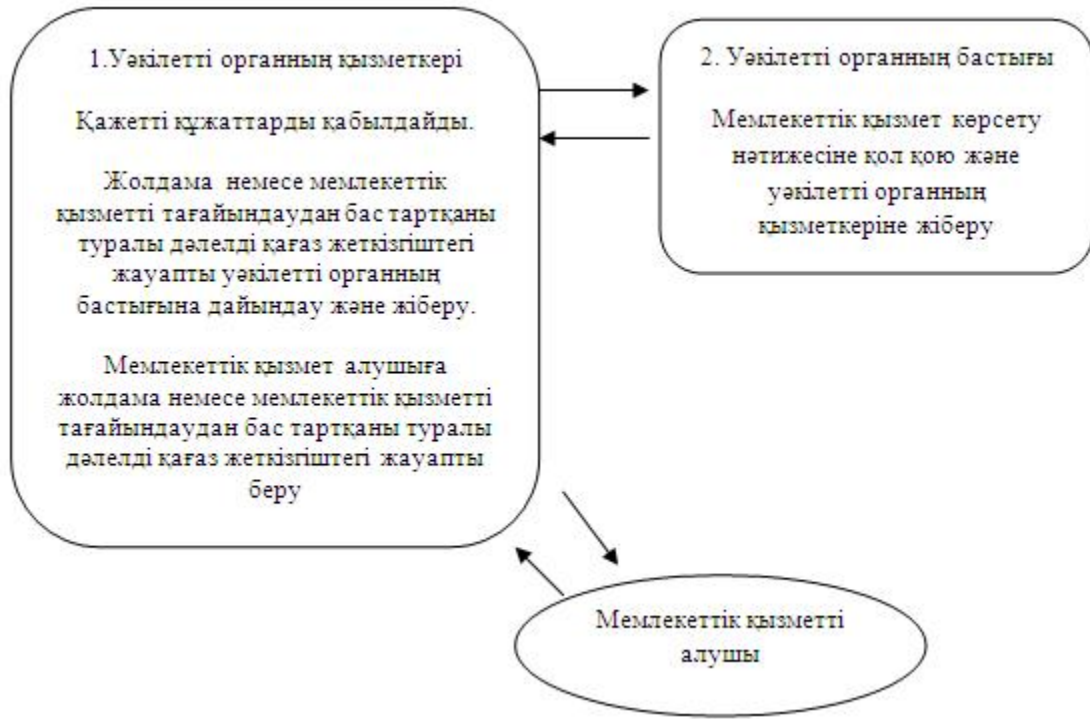 1.Уәкілетті органның қызметкері
Қажетті құжаттарды қабылдайды.
Жолдама немесе мемлекеттік
қызметті тағайындаудан бас тартқаны
туралы дәлелді қағаз жеткізгіштегі
жауапты уәкілетті органның
бастығына дайындау және жіберу.
Мемлекеттік қызмет алушыға
жолдама немесе мемлекеттік қызметті
тағайындаудан бас тартқаны туралы
дәлелді қағаз жеткізгіштегі жауапты
беру
2. Уәкілетті органның бастығы
Мемлекеттік қызмет көрсету
нәтижесіне қол қою және
уәкілетті органның
қызметкеріне жіберу
Мемлекеттік қызметті
алушы